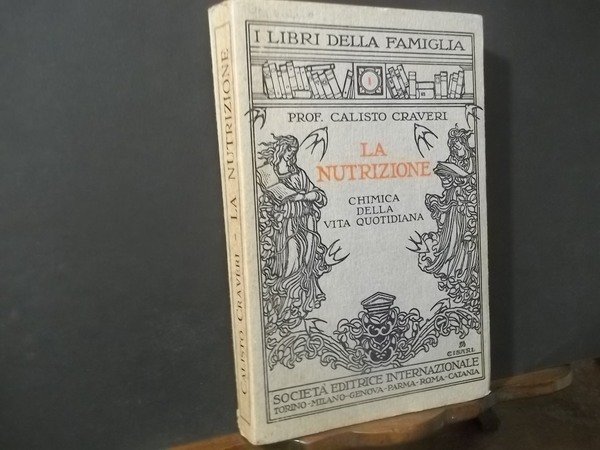 I LIBRI DELLA FAMIGLIA
1
PROF. CALISTO CRAVERI
LA
NUTRIZIONE
CHIMICA
DELLA
VITA QUOTIDIANA
CISARI
SOCIETÀ EDITRICE INTERNAZIONALE
TORINO-MILANO-GENOVA-PARMA-ROMA-CATANIA
CALISTO CRAVERI - LA NUTRIZIONE